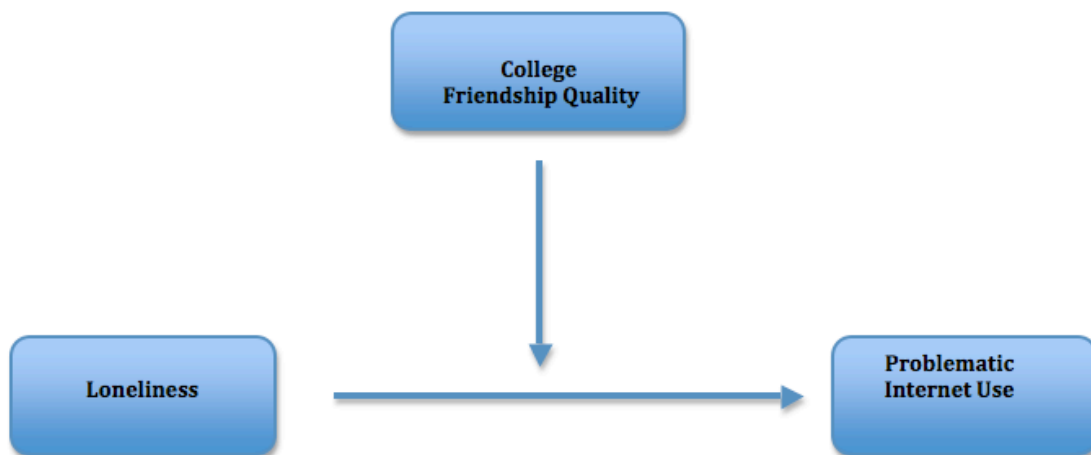 College
Friendship Quality
Loneliness
Problematic
Internet Use